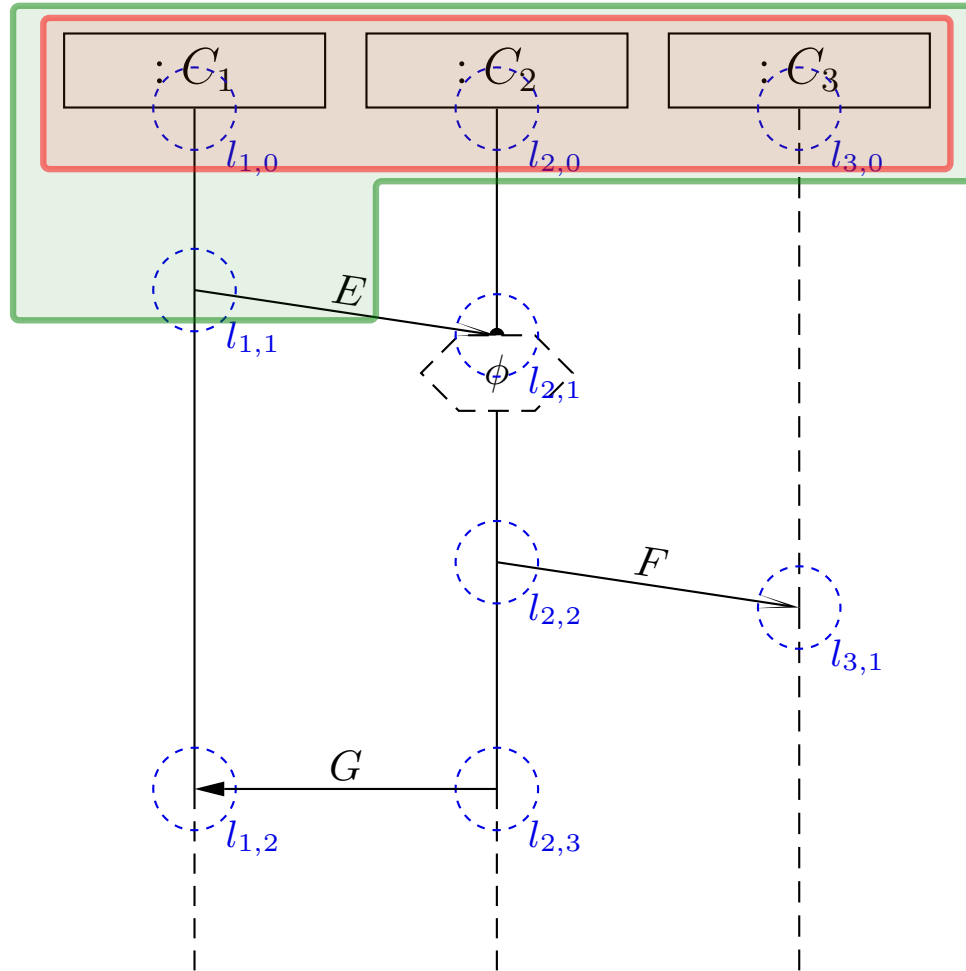 : C₁ : C₂ : C₃
l₁,₀ l₂,₀ l₃,₀
E
l₁,₁
ϕ l₂,₁
F
l₂,₂
l₃,₁
G
l₁,₂ l₂,₃